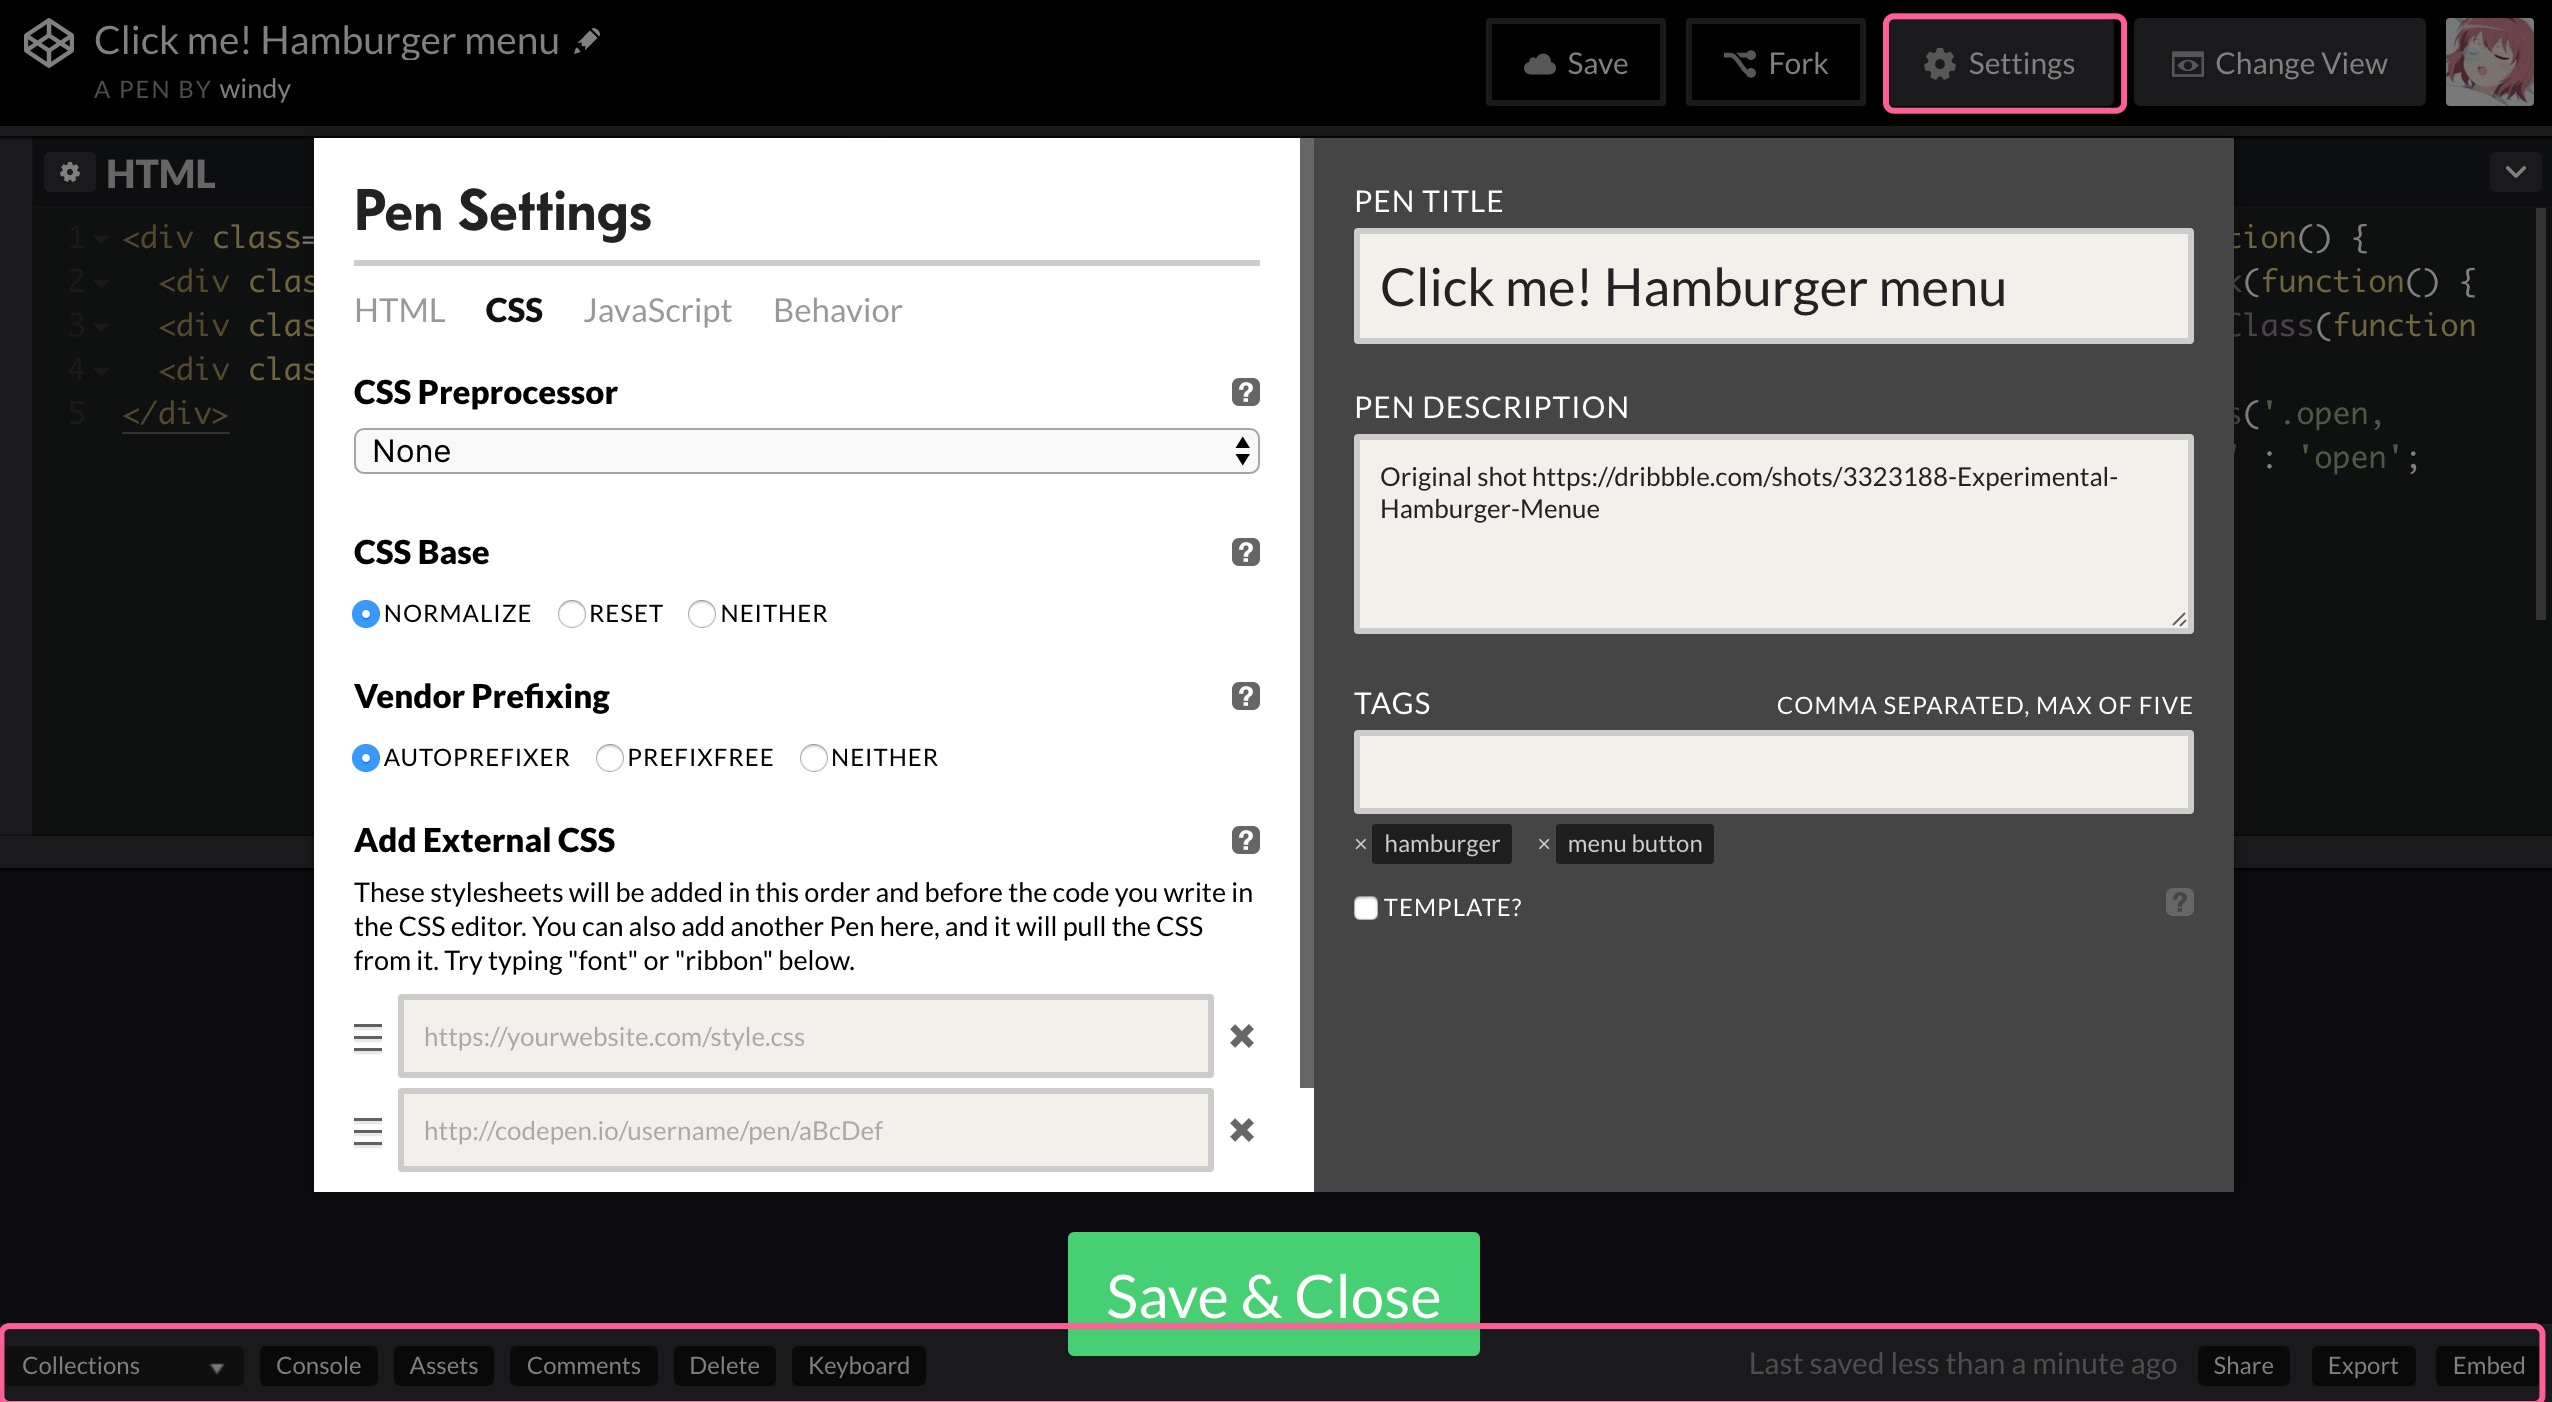 Click me! Hamburger menu
A PEN BY windy
Save
Fork
Settings
Change View
HTML
1 <div class=
2 <div clas
3 <div clas
4 <div clas
5 </div>
Pen Settings
HTML CSS JavaScript Behavior
CSS Preprocessor ?
None
CSS Base ?
NORMALIZE RESET NEITHER
Vendor Prefixing ?
AUTOPREFIXER PREFIXFREE NEITHER
Add External CSS ?
These stylesheets will be added in this order and before the code you write in
the CSS editor. You can also add another Pen here, and it will pull the CSS
from it. Try typing "font" or "ribbon" below.
https://yourwebsite.com/style.css
http://codepen.io/username/pen/aBcDef
PEN TITLE
Click me! Hamburger menu
PEN DESCRIPTION
Original shot https://dribbble.com/shots/3323188-Experimental-
Hamburger-Menue
TAGS COMMA SEPARATED, MAX OF FIVE
× hamburger × menu button
TEMPLATE? ?
tion() {
(function() {
lass(function
s('.open,
' : 'open';
Save & Close
Collections Console Assets Comments Delete Keyboard
Last saved less than a minute ago Share Export Embed